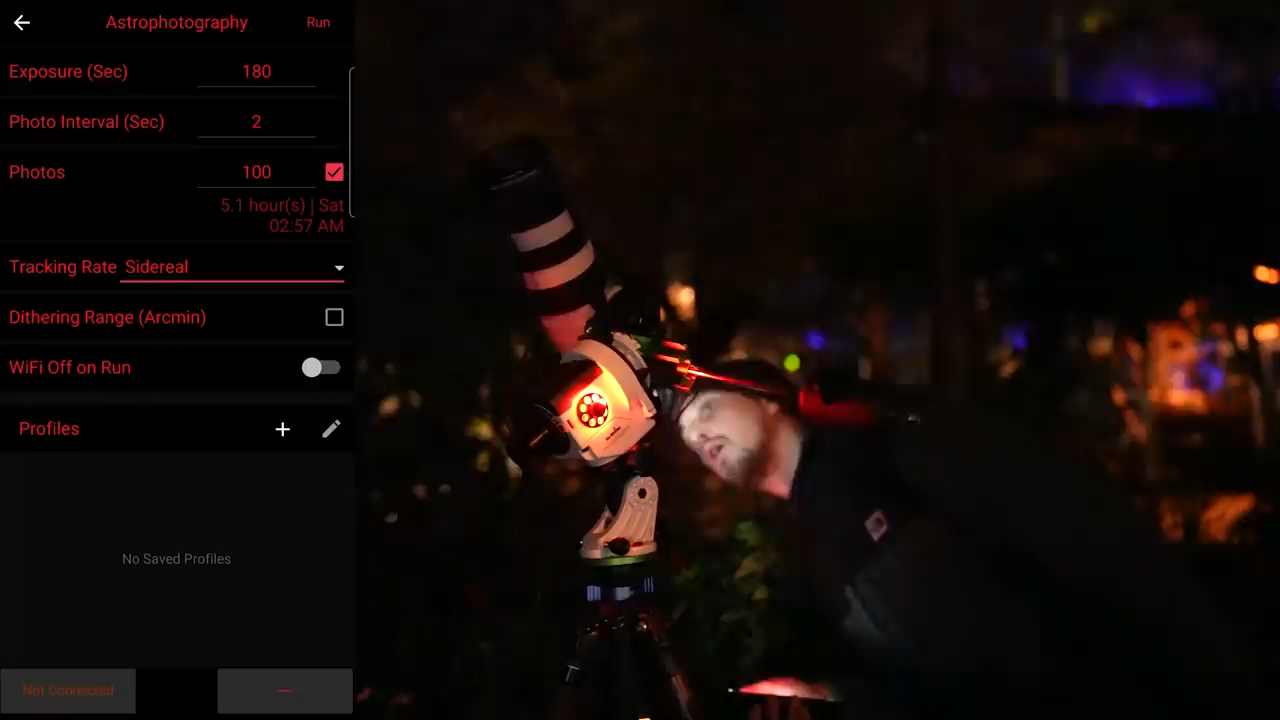 Astrophotography
Run
Exposure (Sec)
180
Photo Interval (Sec)
2
Photos
100
5.1 hour(s) | Sat
02:57 AM
Tracking Rate
Sidereal
Dithering Range (Arcmin)
WiFi Off on Run
Profiles
No Saved Profiles
Not Connected